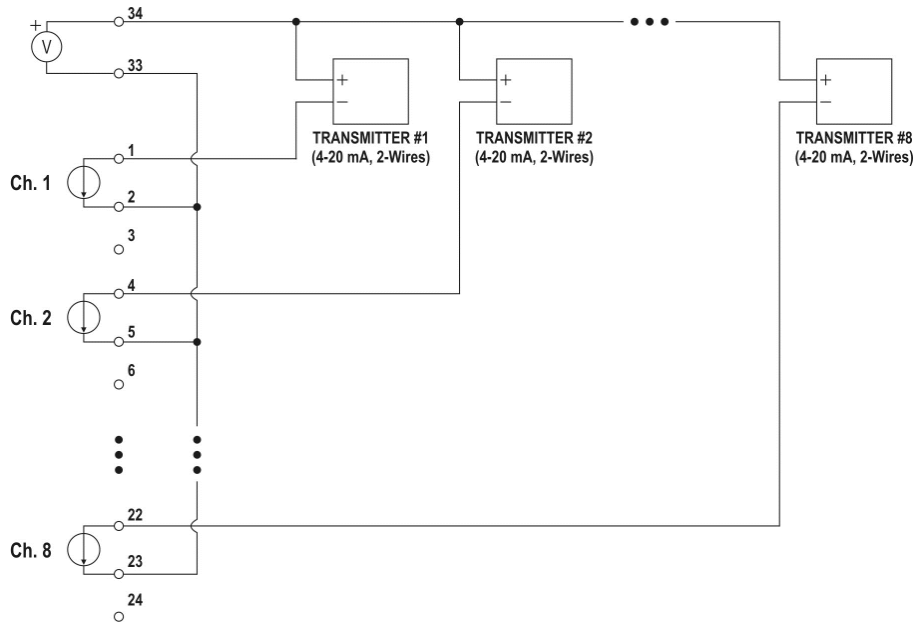 34
+
V
33
+
−
TRANSMITTER #1
(4-20 mA, 2-Wires)
+
−
TRANSMITTER #2
(4-20 mA, 2-Wires)
+
−
TRANSMITTER #8
(4-20 mA, 2-Wires)
1
Ch. 1
2
3
4
Ch. 2
5
6
22
Ch. 8
23
24